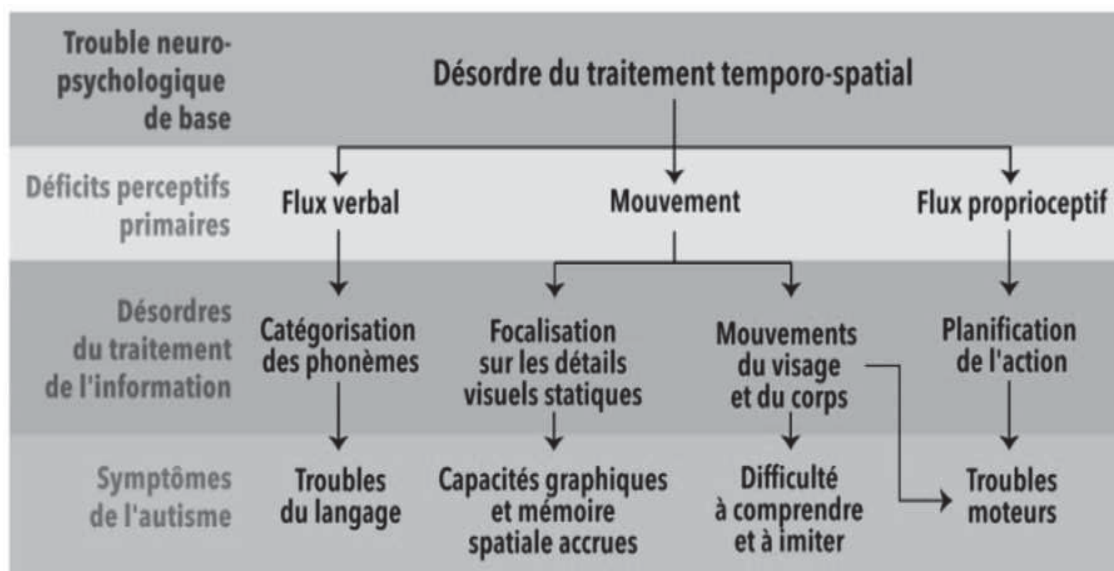 Trouble neuro-
psychologique
de base
Désordre du traitement temporo-spatial
Déficits perceptifs
primaires
Flux verbal
Mouvement
Flux proprioceptif
Désordres
du traitement
de l'information
Catégorisation
des phonèmes
Focalisation
sur les détails
visuels statiques
Mouvements
du visage
et du corps
Planification
de l'action
Symptômes
de l'autisme
Troubles
du langage
Capacités graphiques
et mémoire
spatiale accrues
Difficulté
à comprendre
et à imiter
Troubles
moteurs